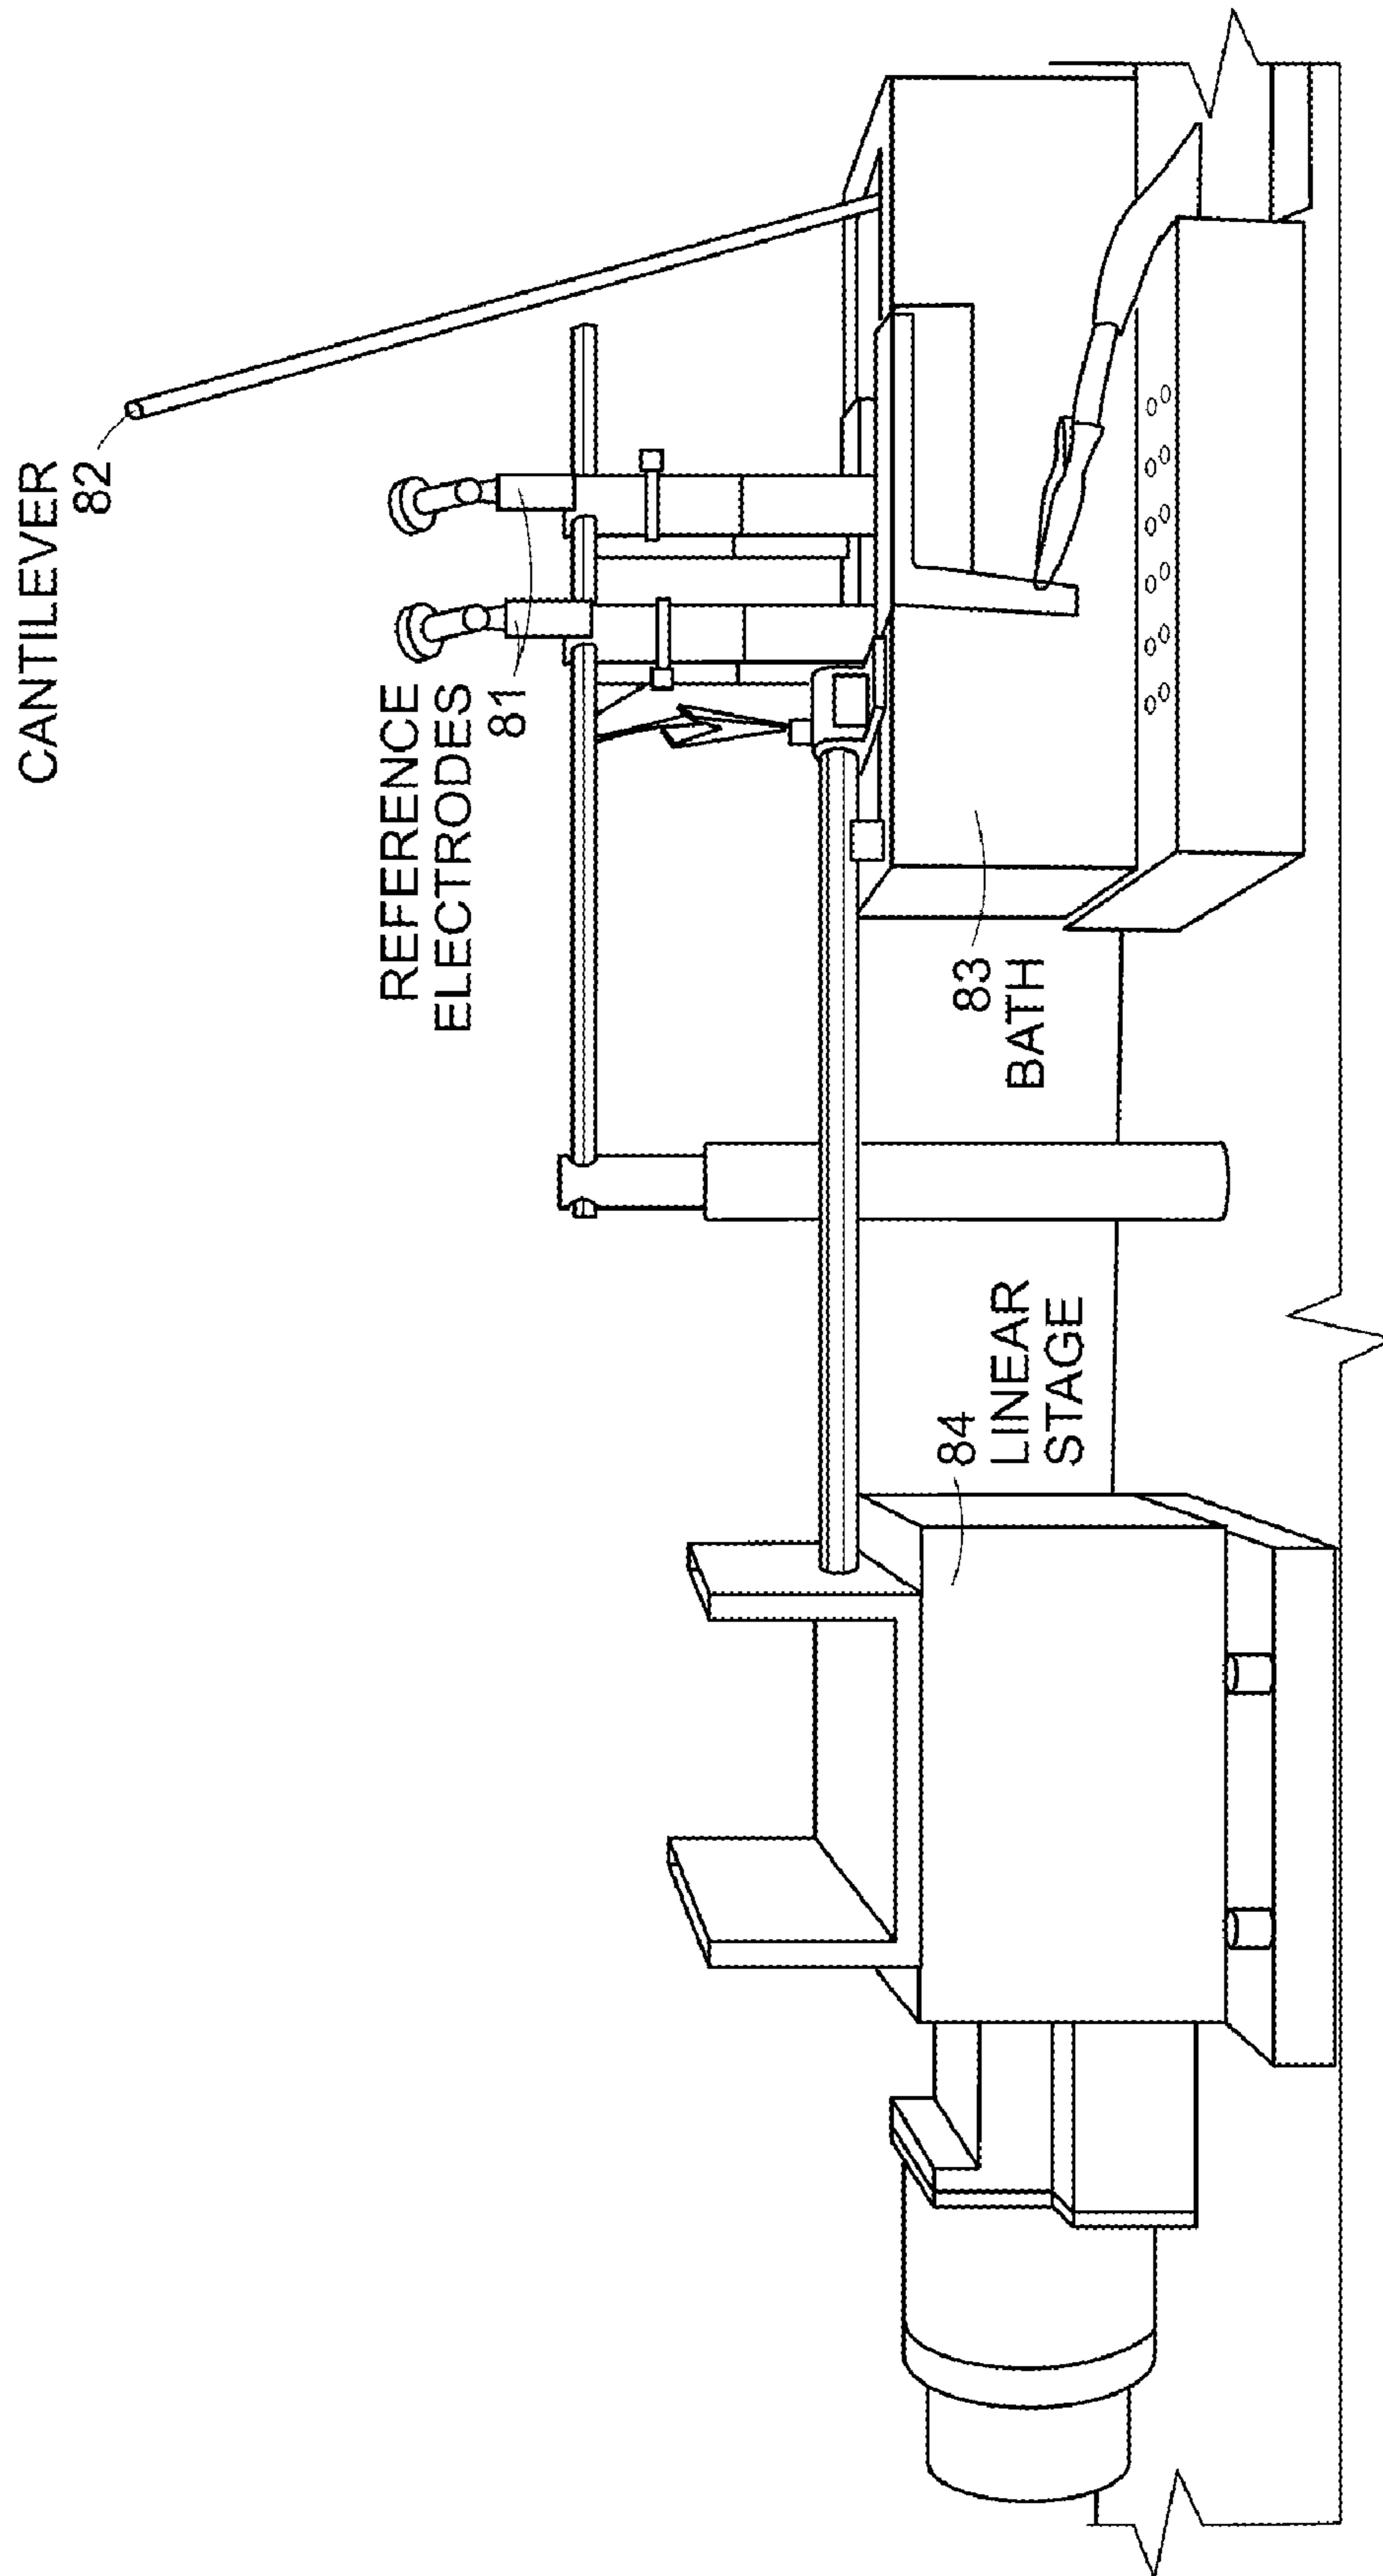 CANTILEVER
82
REFERENCE
ELECTRODES
81
83
BATH
84
LINEAR
STAGE